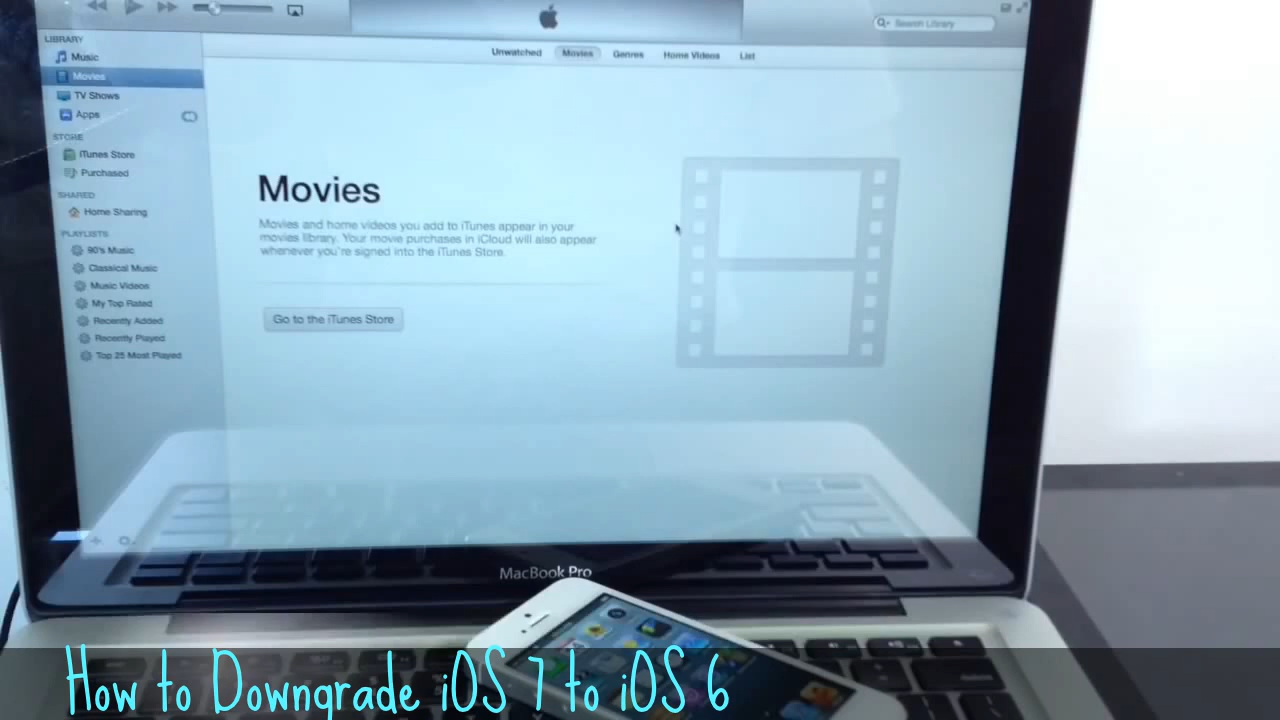 Search Library
LIBRARY
Music
Movies
TV Shows
Apps
STORE
iTunes Store
Purchased
SHARED
Home Sharing
PLAYLISTS
90's Music
Classical Music
Music Videos
My Top Rated
Recently Added
Recently Played
Top 25 Most Played
Unwatched Movies Genres Home Videos List
Movies
Movies and home videos you add to iTunes appear in your
movies library. Your movie purchases in iCloud will also appear
whenever you're signed into the iTunes Store.
Go to the iTunes Store
MacBook Pro
How to Downgrade iOS 7 to iOS 6